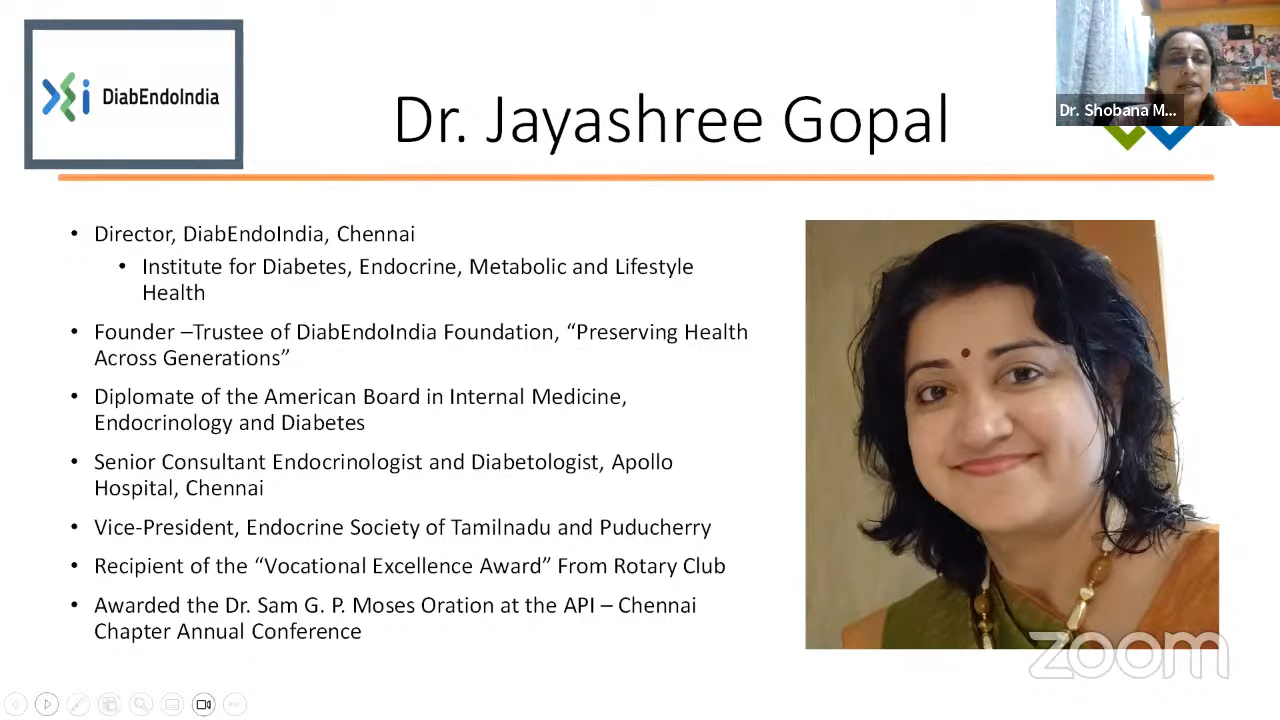 DiabEndoIndia
Dr. Jayashree Gopal
Dr. Shobana M...
• Director, DiabEndoIndia, Chennai
• Institute for Diabetes, Endocrine, Metabolic and Lifestyle
Health
• Founder –Trustee of DiabEndoIndia Foundation, “Preserving Health
Across Generations”
• Diplomate of the American Board in Internal Medicine,
Endocrinology and Diabetes
• Senior Consultant Endocrinologist and Diabetologist, Apollo
Hospital, Chennai
• Vice-President, Endocrine Society of Tamilnadu and Puducherry
• Recipient of the “Vocational Excellence Award” From Rotary Club
• Awarded the Dr. Sam G. P. Moses Oration at the API – Chennai
Chapter Annual Conference
zoom